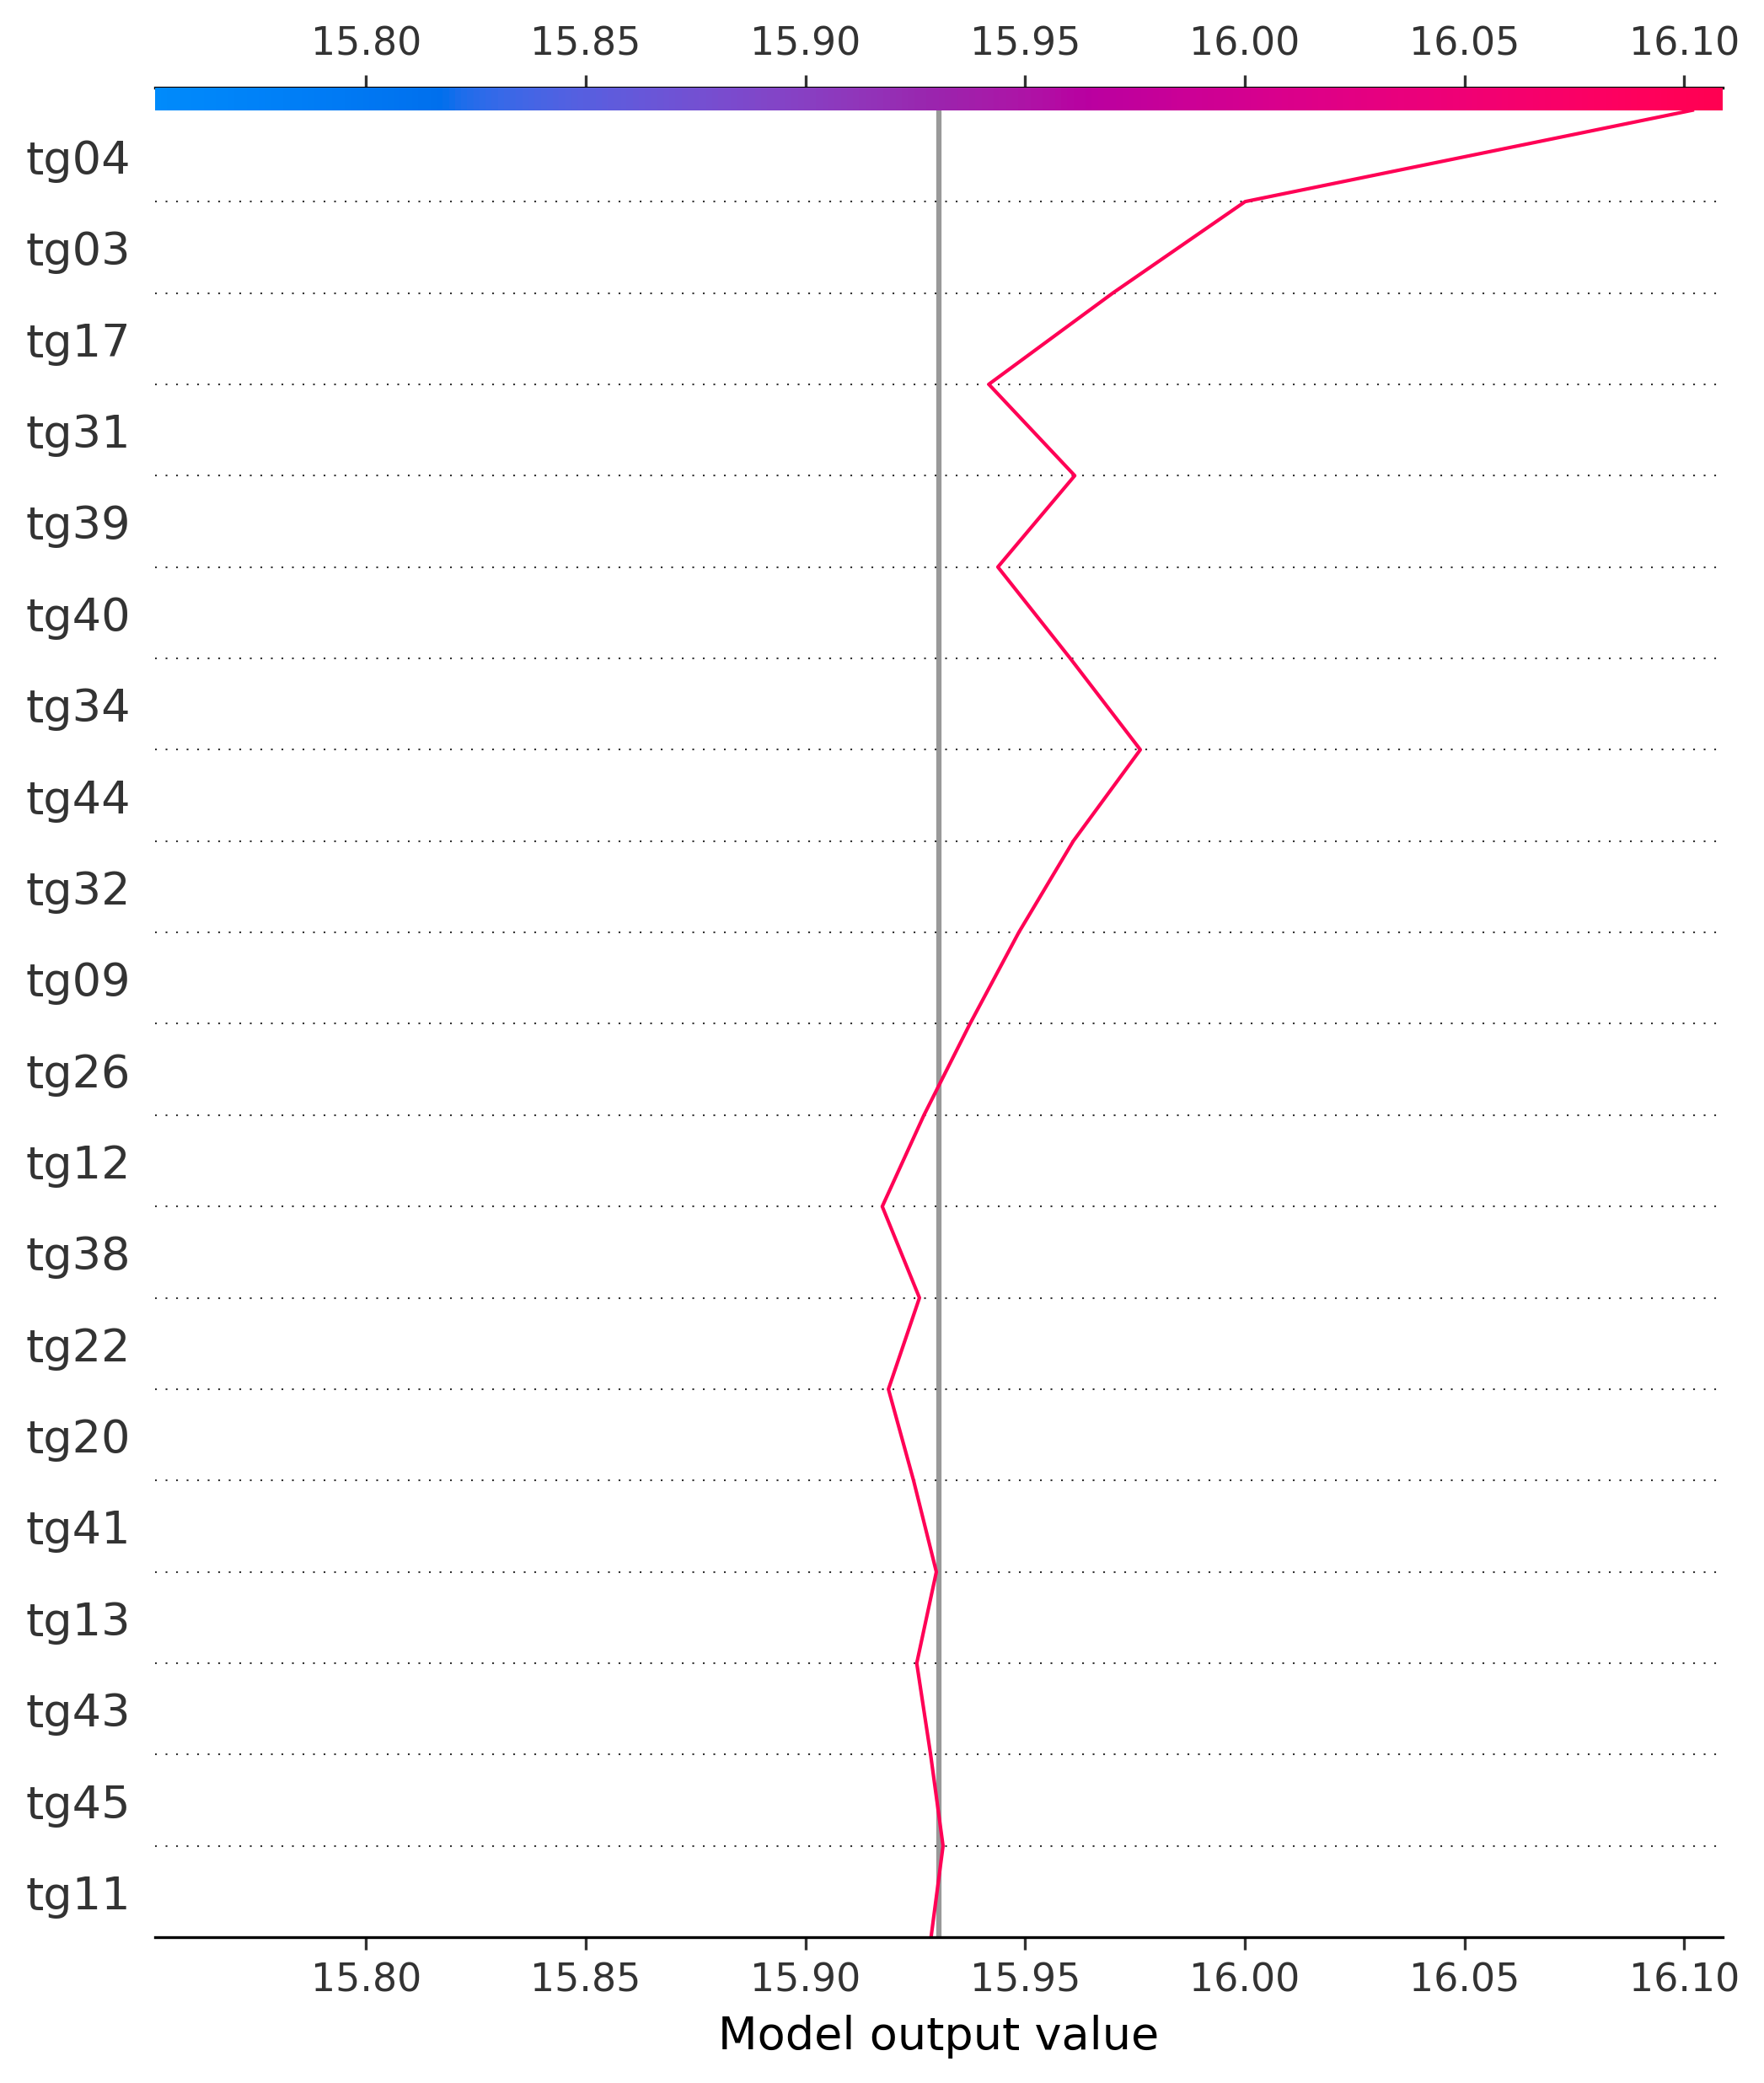 15.80 15.85 15.90 15.95 16.00 16.05 16.10
tg04
tg03
tg17
tg31
tg39
tg40
tg34
tg44
tg32
tg09
tg26
tg12
tg38
tg22
tg20
tg41
tg13
tg43
tg45
tg11
15.80 15.85 15.90 15.95 16.00 16.05 16.10
Model output value